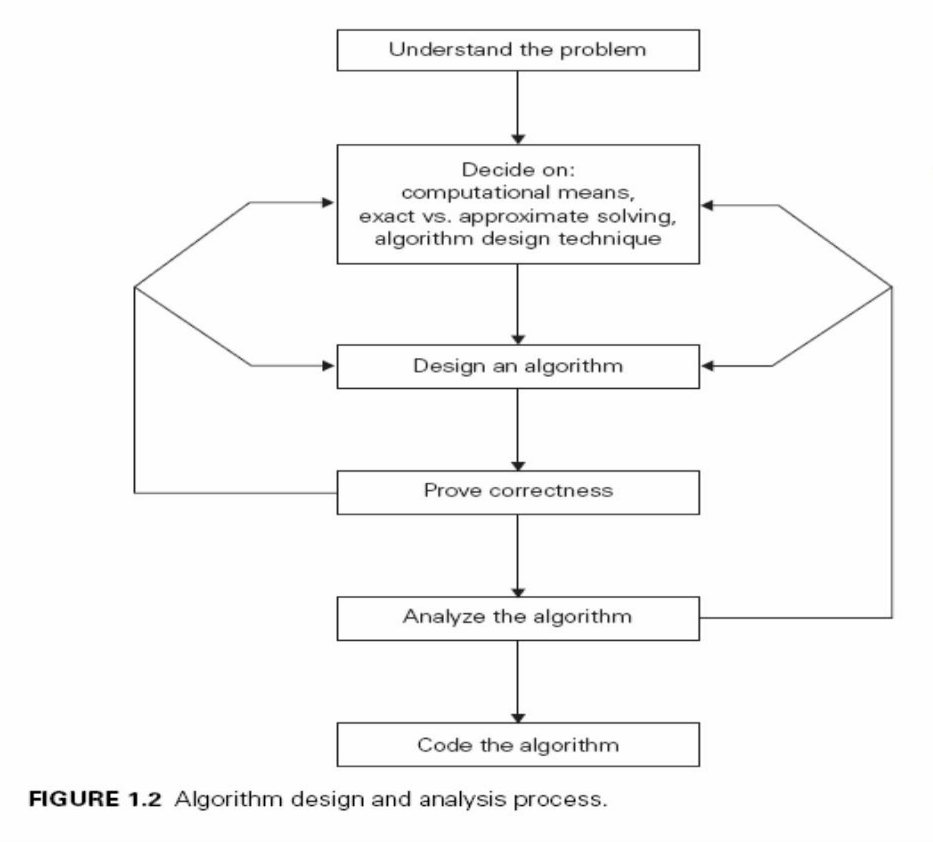 Understand the problem
Decide on:
computational means,
exact vs. approximate solving,
algorithm design technique
Design an algorithm
Prove correctness
Analyze the algorithm
Code the algorithm
FIGURE 1.2 Algorithm design and analysis process.